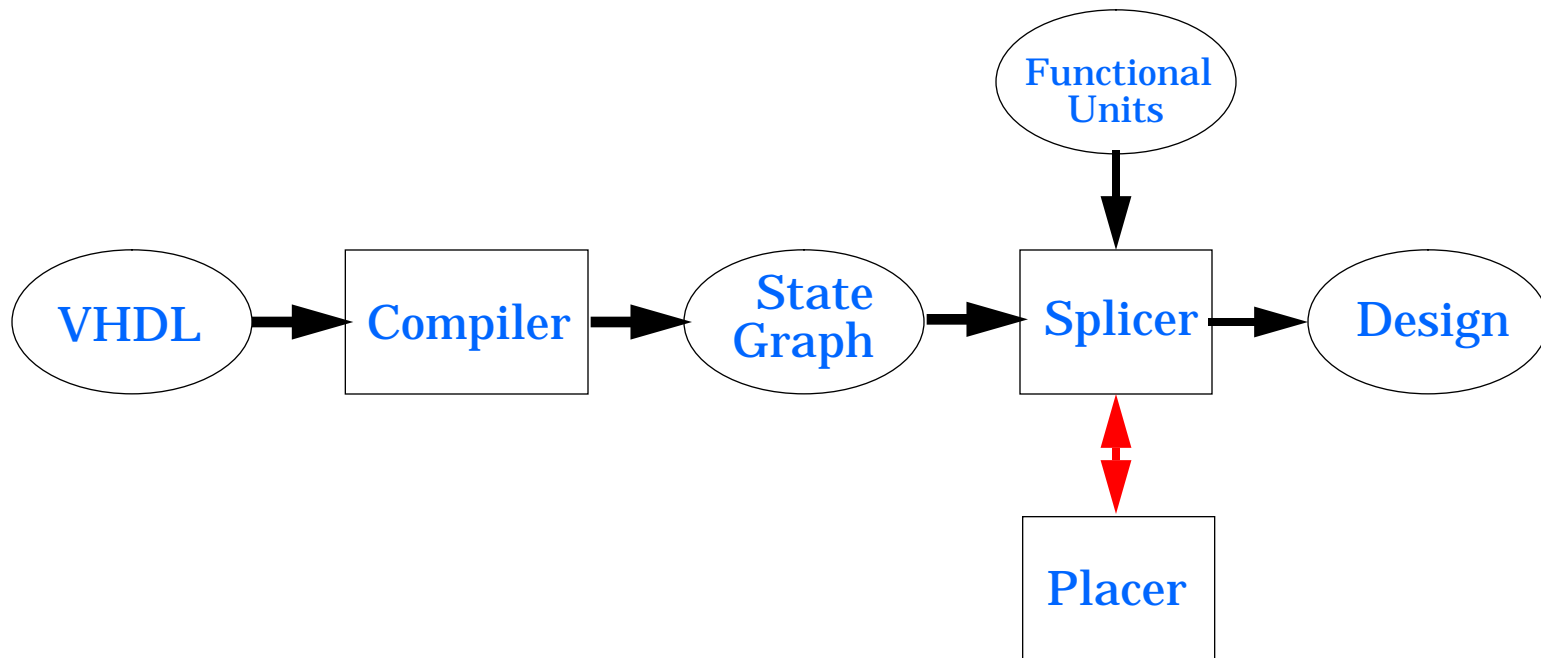 Functional
Units
VHDL
Compiler
State
Graph
Splicer
Design
Placer